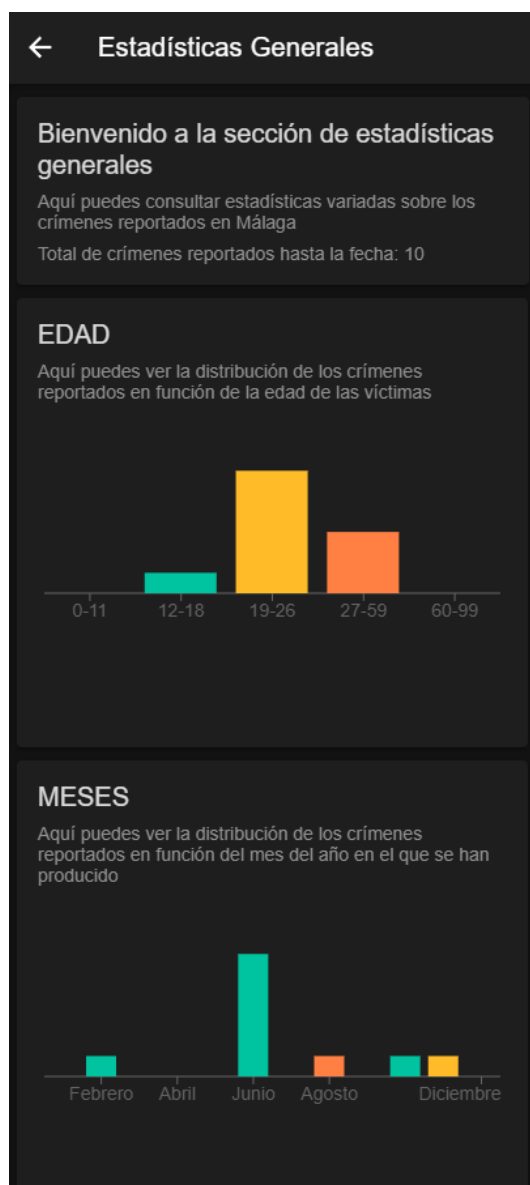 Estadísticas Generales
Bienvenido a la sección de estadísticas
generales
Aquí puedes consultar estadísticas variadas sobre los
crímenes reportados en Málaga
Total de crímenes reportados hasta la fecha: 10
EDAD
Aquí puedes ver la distribución de los crímenes
reportados en función de la edad de las víctimas
0-11 12-18 19-26 27-59 60-99
MESES
Aquí puedes ver la distribución de los crímenes
reportados en función del mes del año en el que se han
producido
Febrero Abril Junio Agosto Diciembre